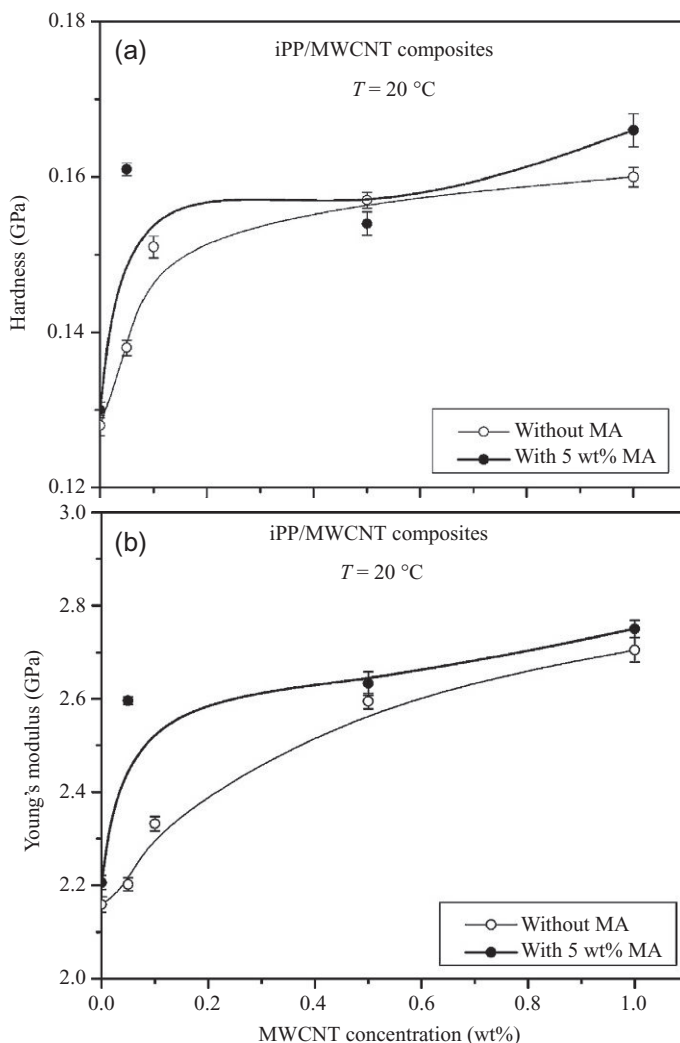 0.18
(a)
iPP/MWCNT composites
T = 20 °C
0.16
Hardness (GPa)
0.14
Without MA
With 5 wt% MA
0.12
3.0
(b)
iPP/MWCNT composites
T = 20 °C
2.8
2.6
Young's modulus (GPa)
2.4
2.2
Without MA
With 5 wt% MA
2.0
0.0 0.2 0.4 0.6 0.8 1.0
MWCNT concentration (wt%)